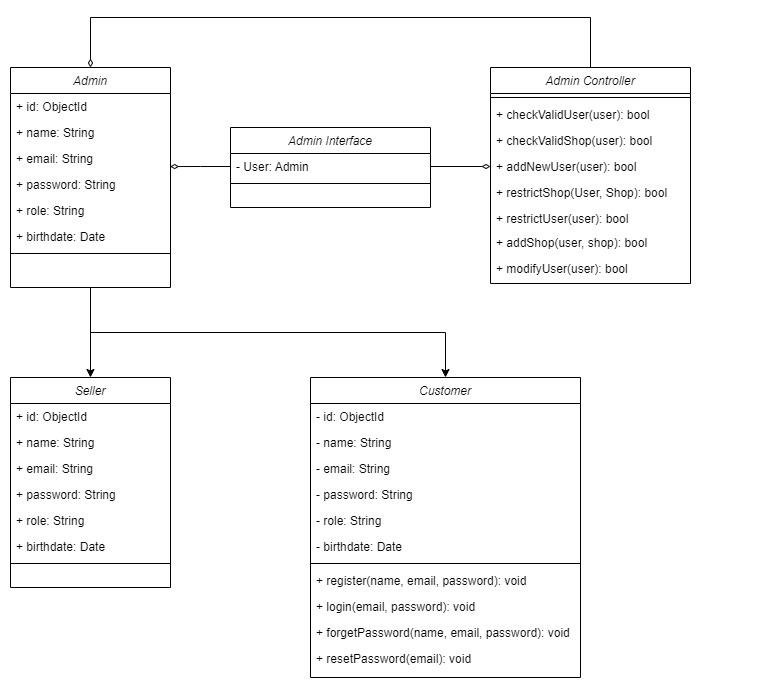 Admin
+ id: ObjectId
+ name: String
+ email: String
+ password: String
+ role: String
+ birthdate: Date
Admin Interface
- User: Admin
Admin Controller
+ checkValidUser(user): bool
+ checkValidShop(user): bool
+ addNewUser(user): bool
+ restrictShop(User, Shop): bool
+ restrictUser(user): bool
+ addShop(user, shop): bool
+ modifyUser(user): bool
Seller
+ id: ObjectId
+ name: String
+ email: String
+ password: String
+ role: String
+ birthdate: Date
Customer
- id: ObjectId
- name: String
- email: String
- password: String
- role: String
- birthdate: Date
+ register(name, email, password): void
+ login(email, password): void
+ forgetPassword(name, email, password): void
+ resetPassword(email): void